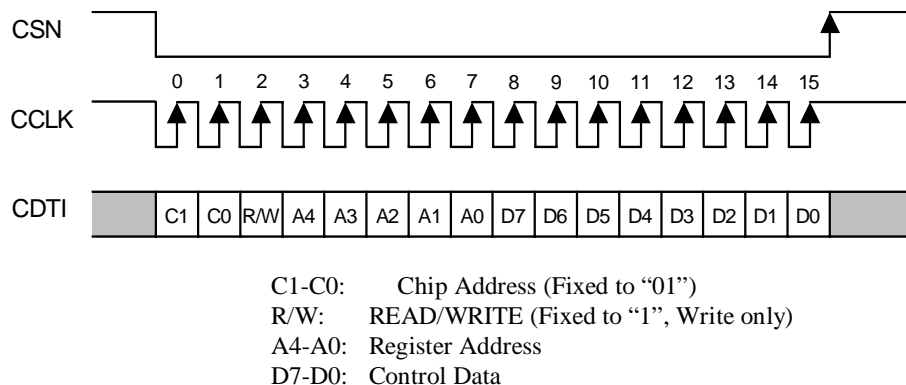 CSN
0 1 2 3 4 5 6 7 8 9 10 11 12 13 14 15
CCLK
CDTI C1 C0 R/W A4 A3 A2 A1 A0 D7 D6 D5 D4 D3 D2 D1 D0
C1-C0: Chip Address (Fixed to “01”)
R/W: READ/WRITE (Fixed to “1”, Write only)
A4-A0: Register Address
D7-D0: Control Data